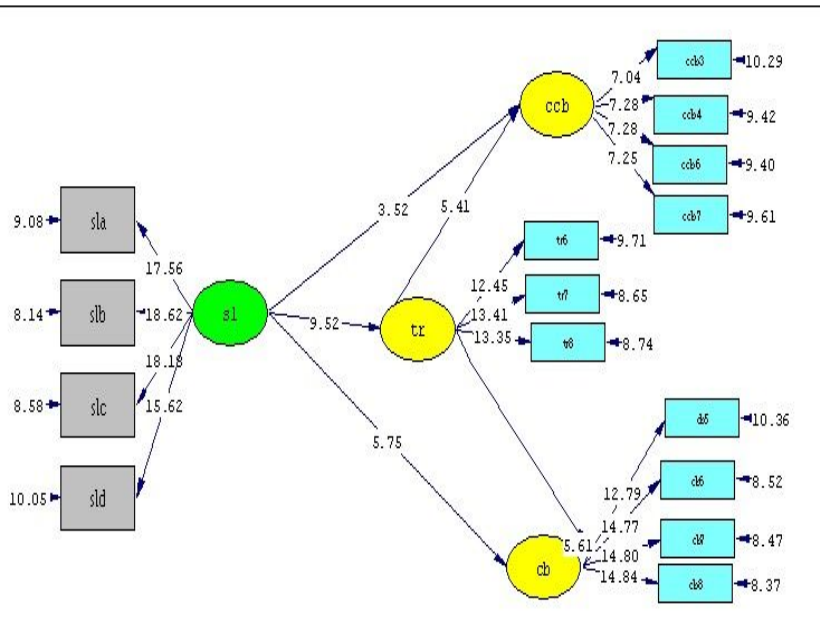 ccb3
10.29
7.04
ccb
7.28
ccb4
9.42
7.28
ccb6
9.40
7.25
ccb7
9.61
3.52
5.41
sla
9.08
17.56
tr6
9.71
12.45
tr7
8.65
13.41
slb
8.14
18.62
sl
9.52
tr
13.35
tr8
8.74
18.18
slc
8.58
15.62
5.75
cb5
10.36
sld
10.05
12.79
cb6
8.52
14.77
5.61
cb7
8.47
14.80
cb
14.84
cb8
8.37